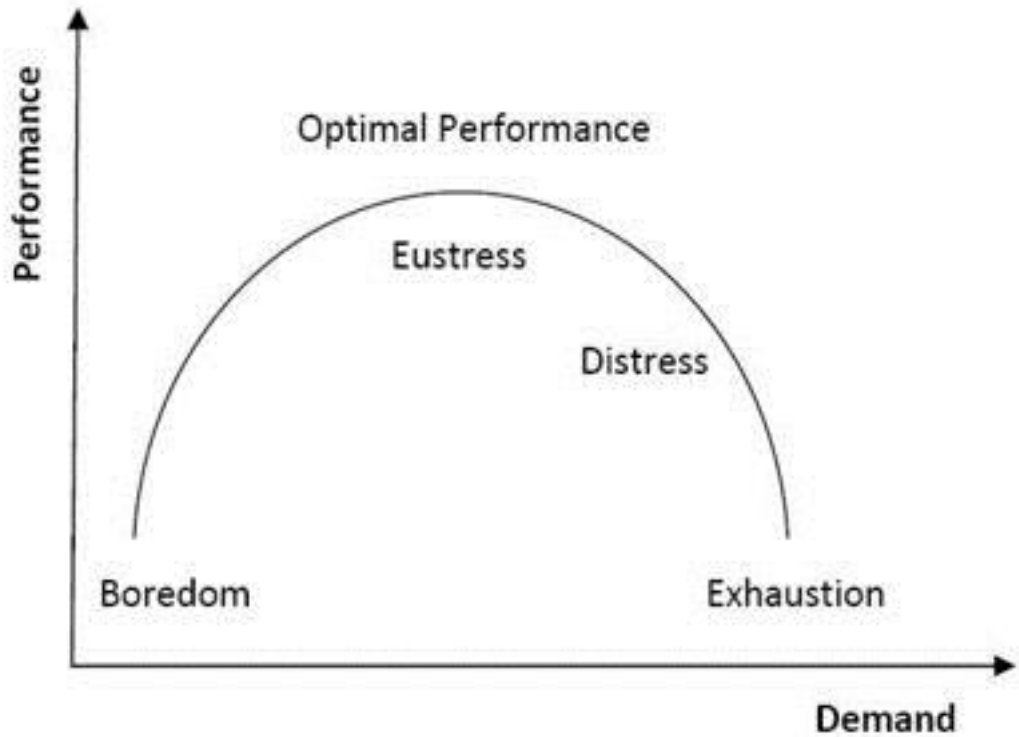 Performance
Optimal Performance
Eustress
Distress
Boredom
Exhaustion
Demand